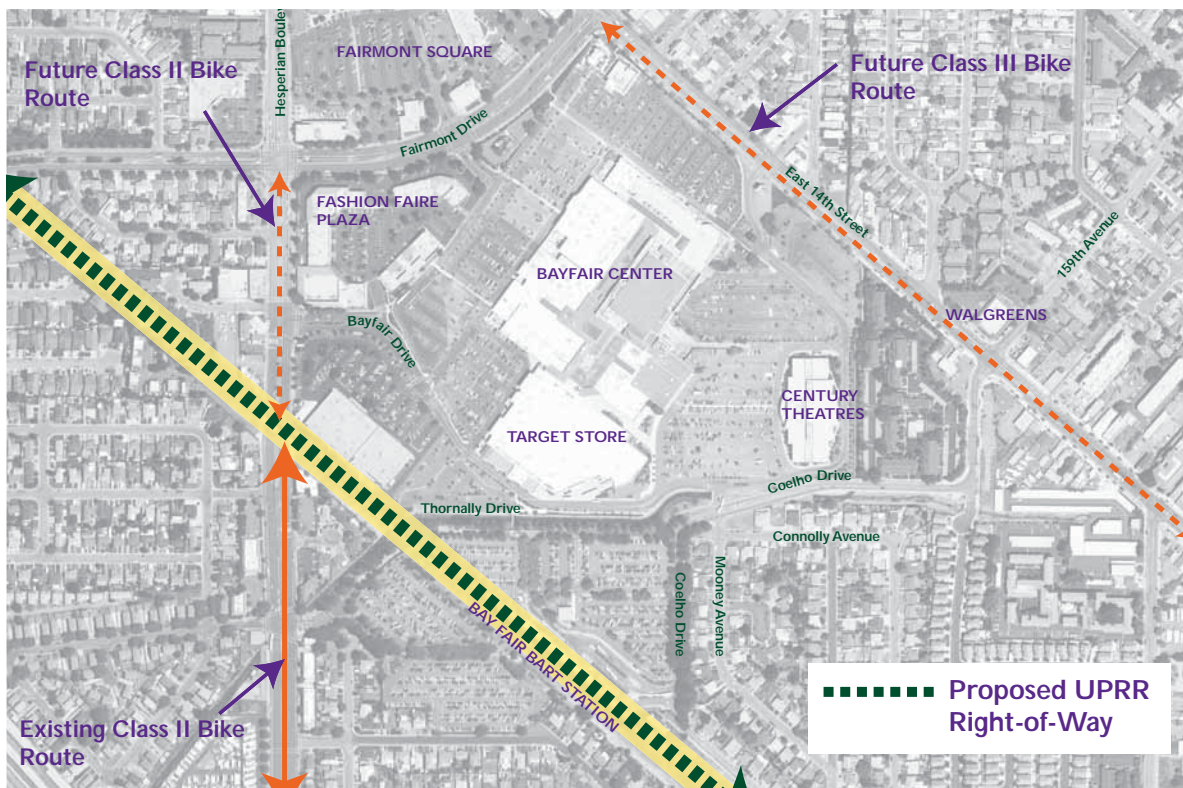 Hesperian Boulev
FAIRMONT SQUARE
Future Class II Bike
Route
Future Class III Bike
Route
Fairmont Drive
East 14th Street
FASHION FAIRE
PLAZA
159th Avenue
BAYFAIR CENTER
WALGREENS
Bayfair Drive
CENTURY
THEATRES
TARGET STORE
Coelho Drive
Thornally Drive
Connolly Avenue
Coelho Drive
Mooney Avenue
BAY FAIR BART STATION
Existing Class II Bike
Route
Proposed UPRR
Right-of-Way